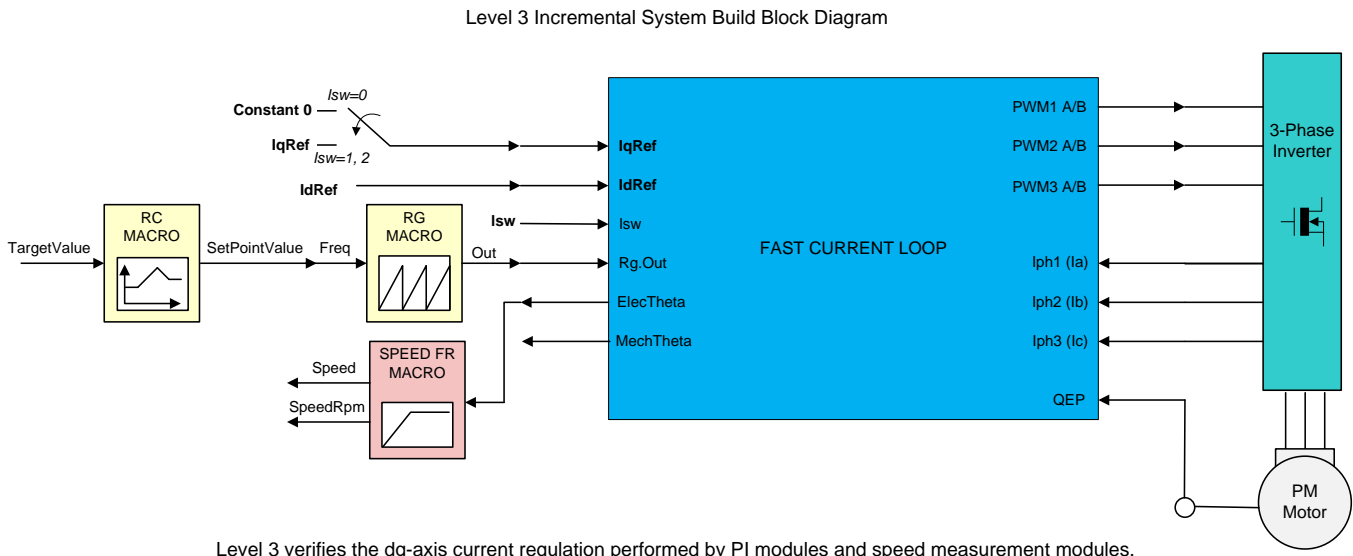 Level 3 Incremental System Build Block Diagram
Isw=0
Constant 0
IqRef
Isw=1, 2
IdRef
Isw
TargetValue
RC
MACRO
SetPointValue
Freq
RG
MACRO
Out
SPEED FR
MACRO
Speed
SpeedRpm
IqRef
IdRef
Isw
Rg.Out
ElecTheta
MechTheta
FAST CURRENT LOOP
PWM1 A/B
PWM2 A/B
PWM3 A/B
Iph1 (Ia)
Iph2 (Ib)
Iph3 (Ic)
QEP
3-Phase
Inverter
PM
Motor
Level 3 verifies the dq-axis current regulation performed by PI modules and speed measurement modules.